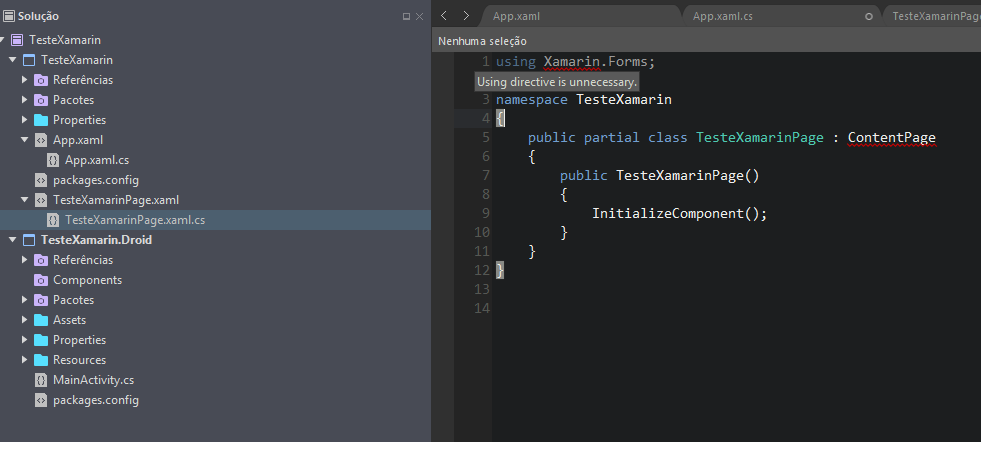 Solução
TesteXamarin
TesteXamarin
Referências
Pacotes
Properties
App.xaml
App.xaml.cs
packages.config
TesteXamarinPage.xaml
TesteXamarinPage.xaml.cs
TesteXamarin.Droid
Referências
Components
Pacotes
Assets
Properties
Resources
MainActivity.cs
packages.config
App.xaml App.xaml.cs TesteXamarinPag
Nenhuma seleção
1 using Xamarin.Forms;
Using directive is unnecessary.
3 namespace TesteXamarin
4 {
5 public partial class TesteXamarinPage : ContentPage
6 {
7 public TesteXamarinPage()
8 {
9 InitializeComponent();
10 }
11 }
12 }
13
14